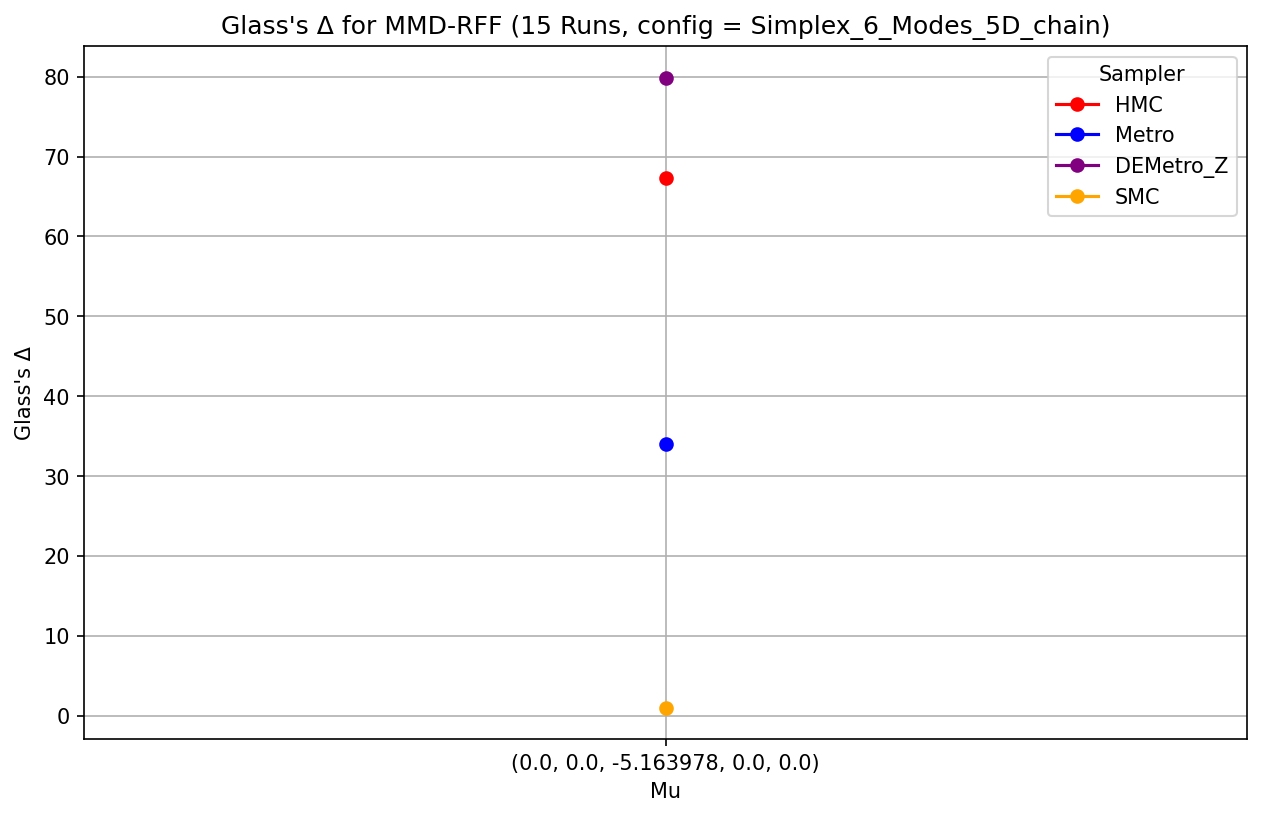 Glass's Δ for MMD-RFF (15 Runs, config = Simplex_6_Modes_5D_chain)
Sampler
HMC
Metro
DEMetro_Z
SMC
80
70
60
50
40
30
20
10
0
Glass's Δ
(0.0, 0.0, -5.163978, 0.0, 0.0)
Mu